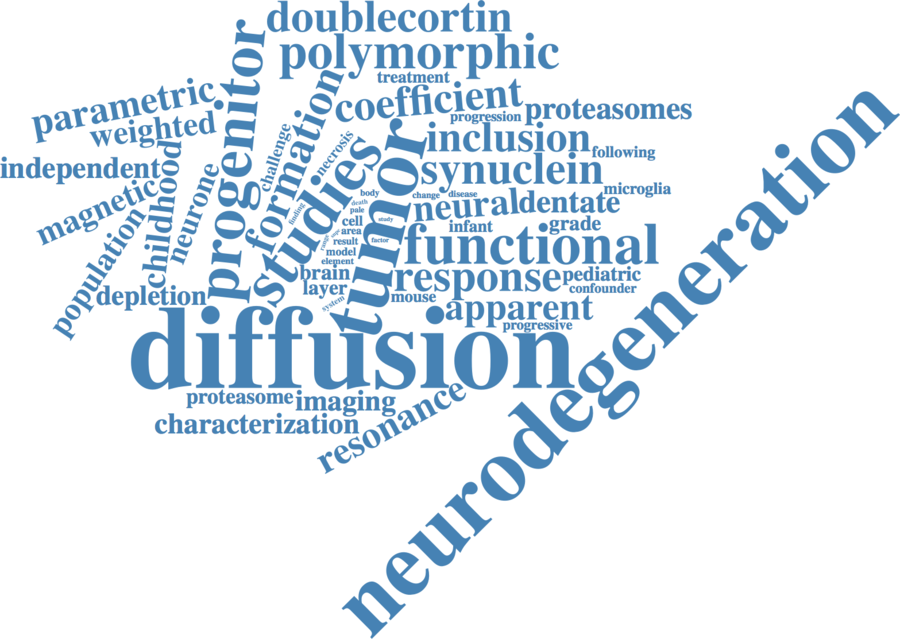 doublecortin
polymorphic
treatment
coefficient
progression
proteasomes
parametric
weighted
independent
magnetic
population
childhood
neurone
progenitor
challenge
formation
necrosis
studies
tumor
inclusion
following
synuclein
microglia
change
disease
neural
dentate
infant
grade
functional
response
pediatric
confounder
apparent
progressive
mouse
body
death
pale
study
cell
area
factor
result
model
element
finding
range
type
brain
layer
system
depletion
diffusion
proteasome
imaging
characterization
resonance
neurodegeneration